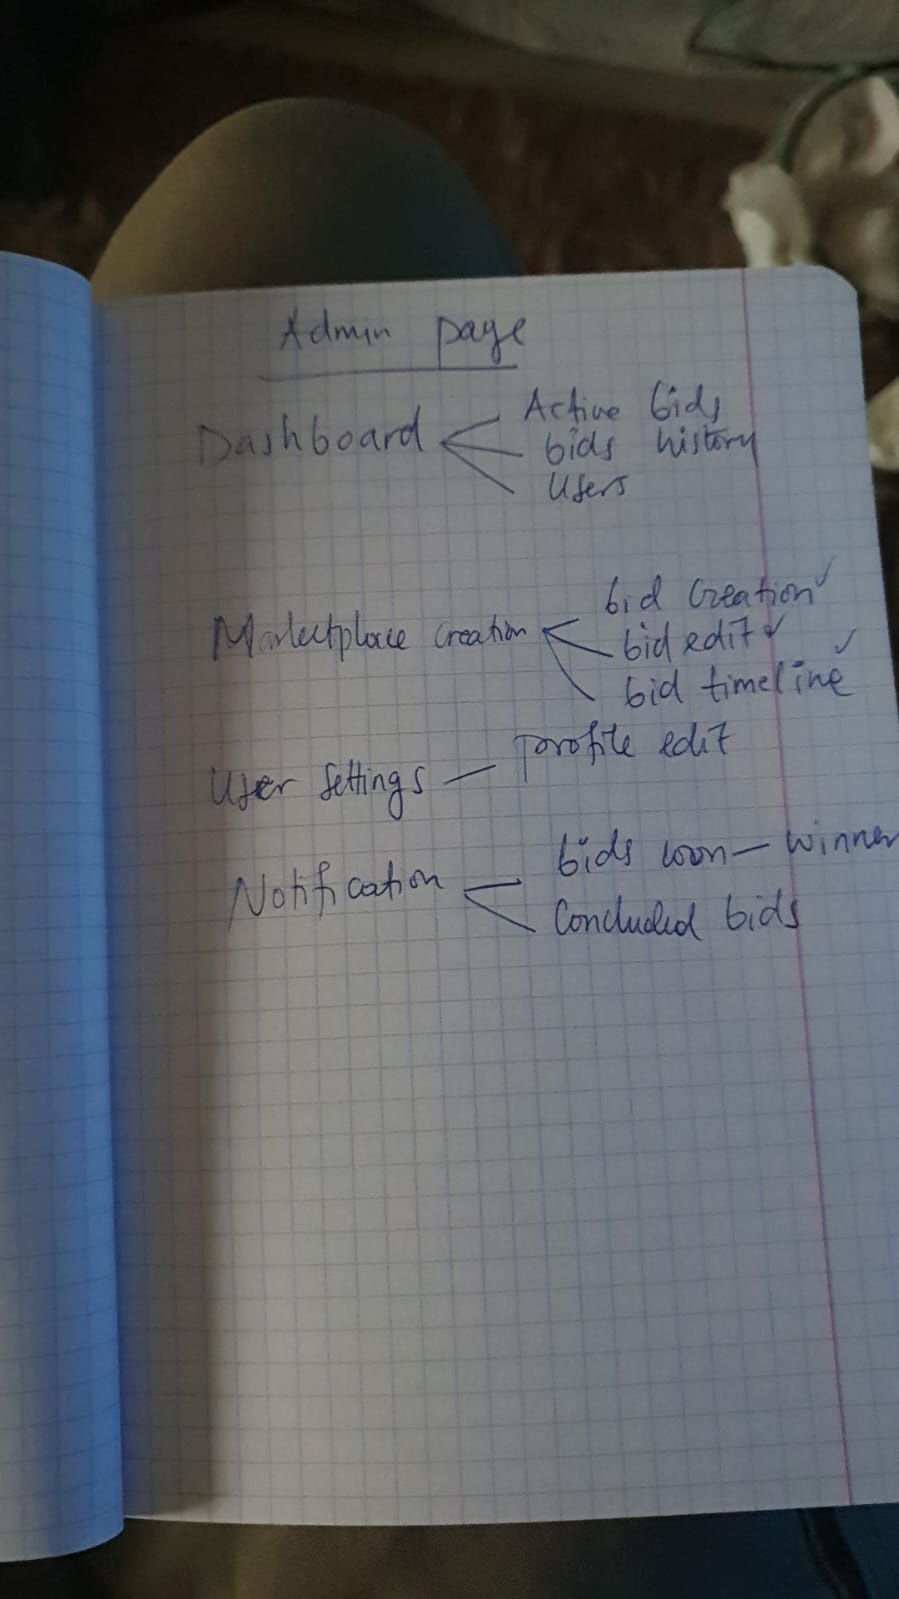 Admin page
Dashboard
Active bids
bids history
Users
Marketplace creation
bid Creation ✓
bid edit ✓
bid timeline ✓
User Settings — profile edit
Notification
bids won — winner
Concluded bids